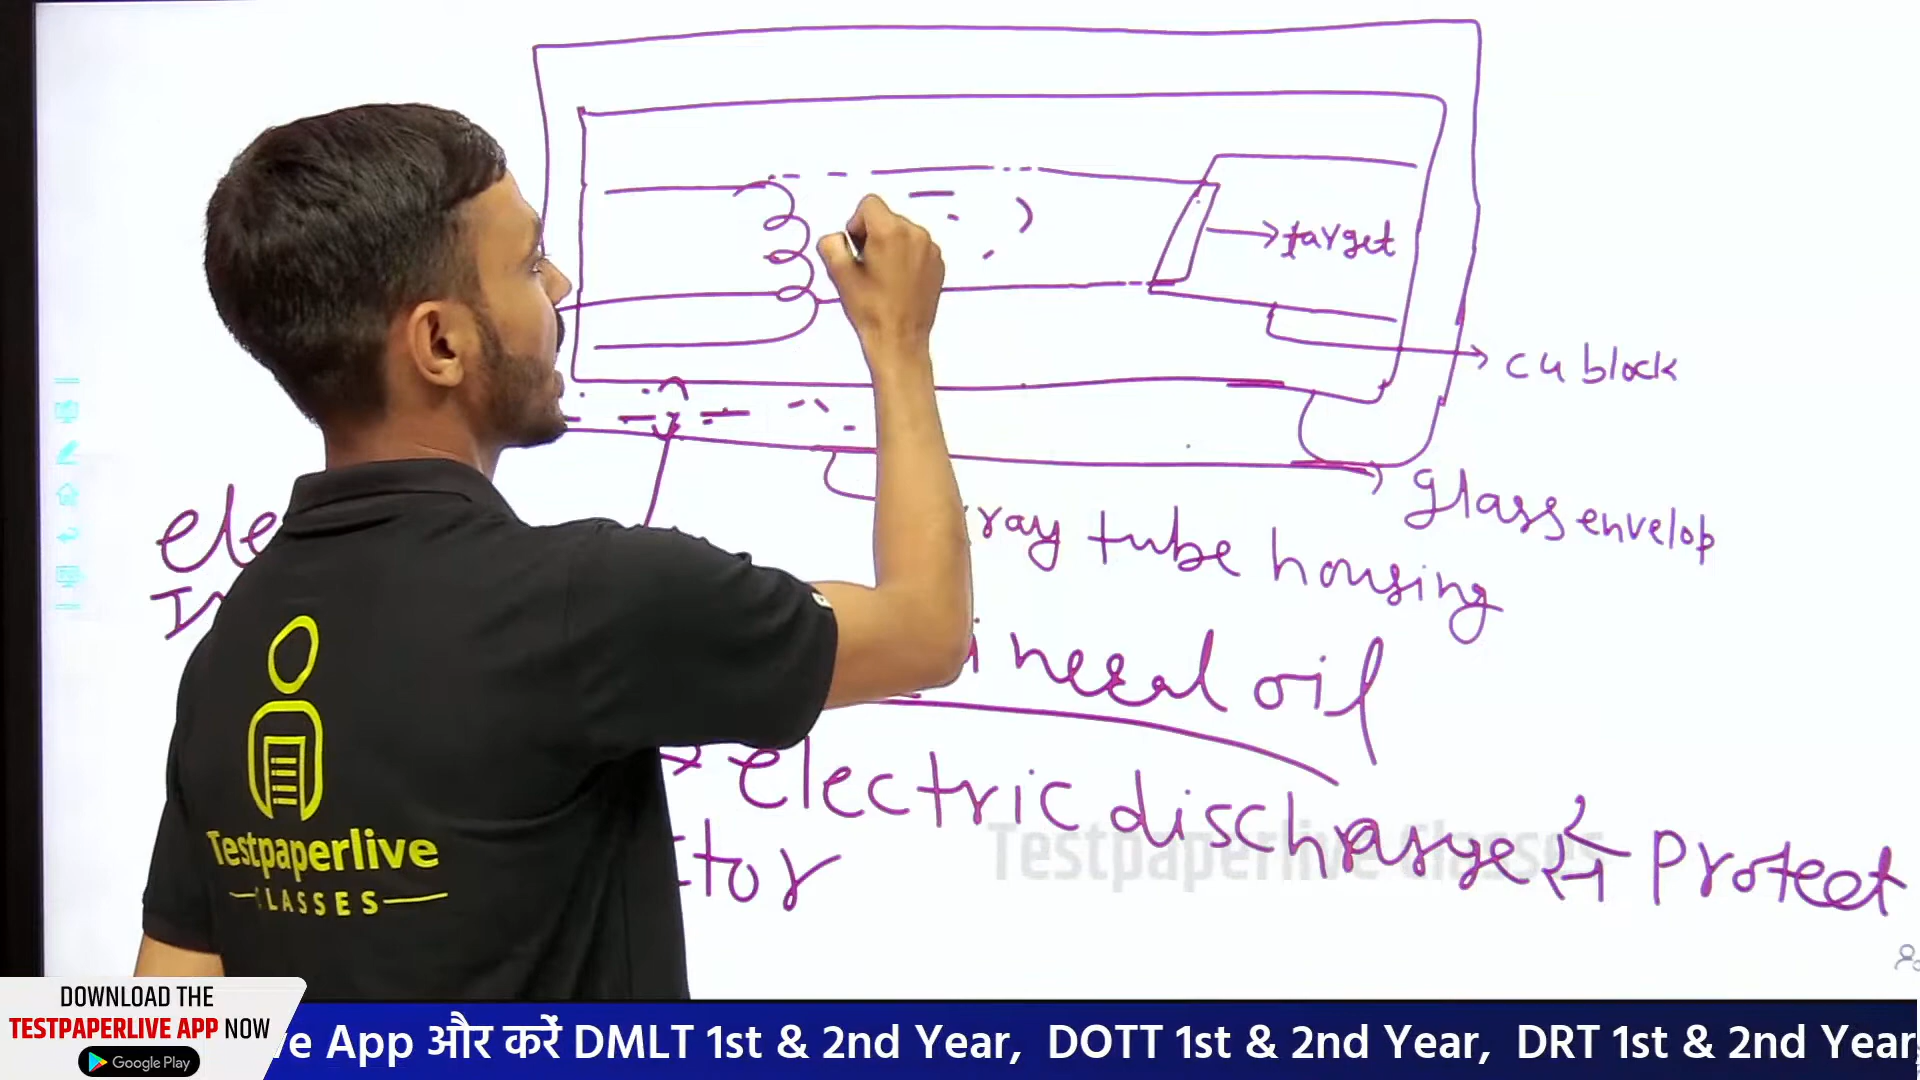 target
cu block
glass envelop
ray tube housing
ele
neral oil
electric discharge से Protect
tor
Testpaperlive Classes
Testpaperlive
CLASSES
DOWNLOAD THE
TESTPAPERLIVE APP NOW
Google Play
ve App और करें DMLT 1st & 2nd Year, DOTT 1st & 2nd Year, DRT 1st & 2nd Year